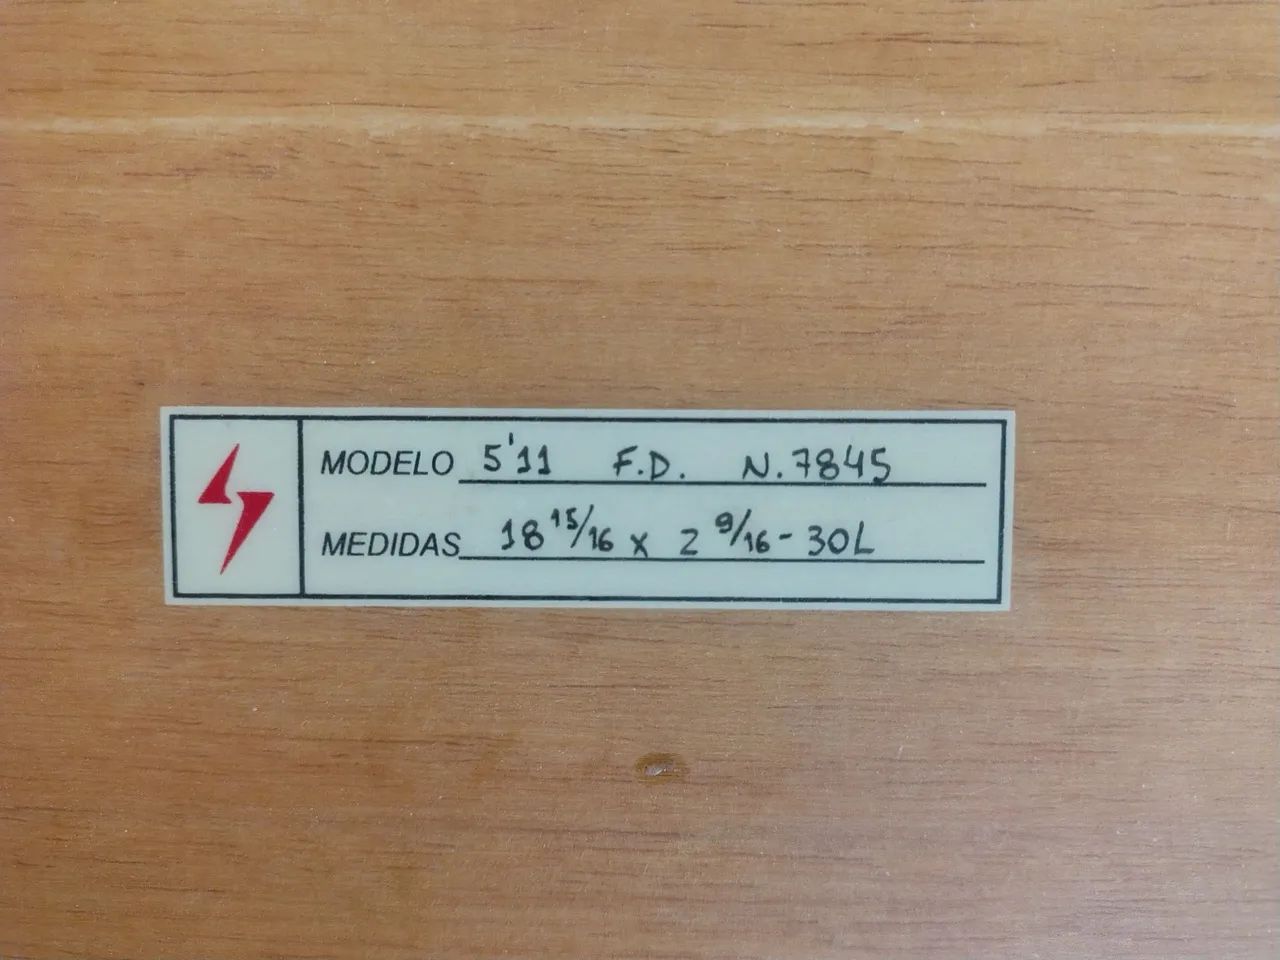 MODELO 5'11 F.D. N.7845
MEDIDAS 18 15/16 x 2 9/16 - 30L